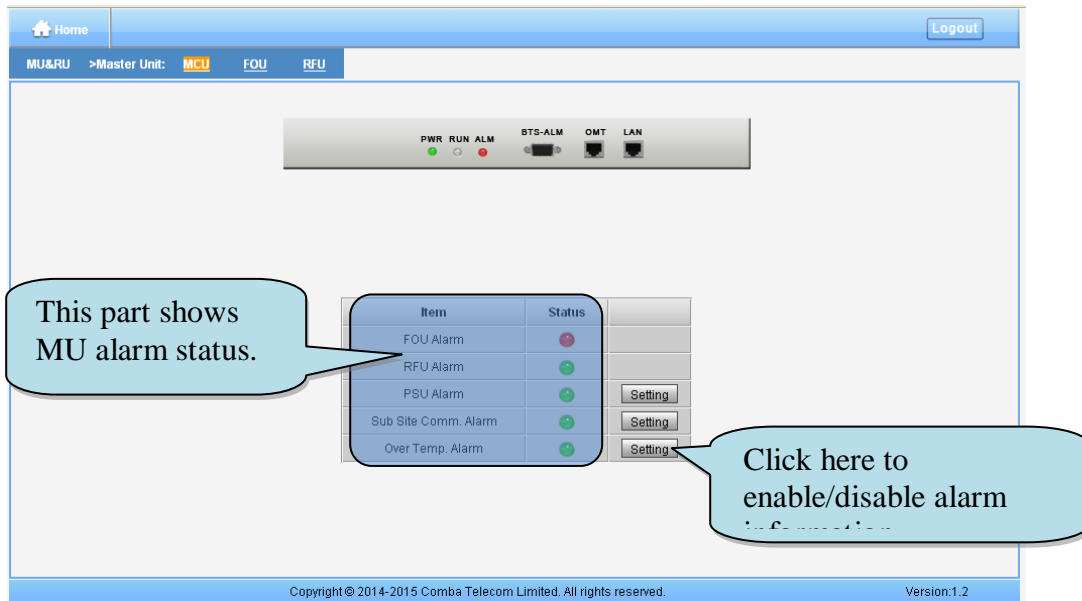 Home
Logout
MU&RU >Master Unit: MCU FOU RFU
PWR RUN ALM BTS-ALM OMT LAN
This part shows
MU alarm status.
Item Status
FOU Alarm
RFU Alarm
PSU Alarm Setting
Sub Site Comm. Alarm Setting
Over Temp. Alarm Setting
Click here to
enable/disable alarm
Copyright © 2014-2015 Comba Telecom Limited. All rights reserved.
Version:1.2